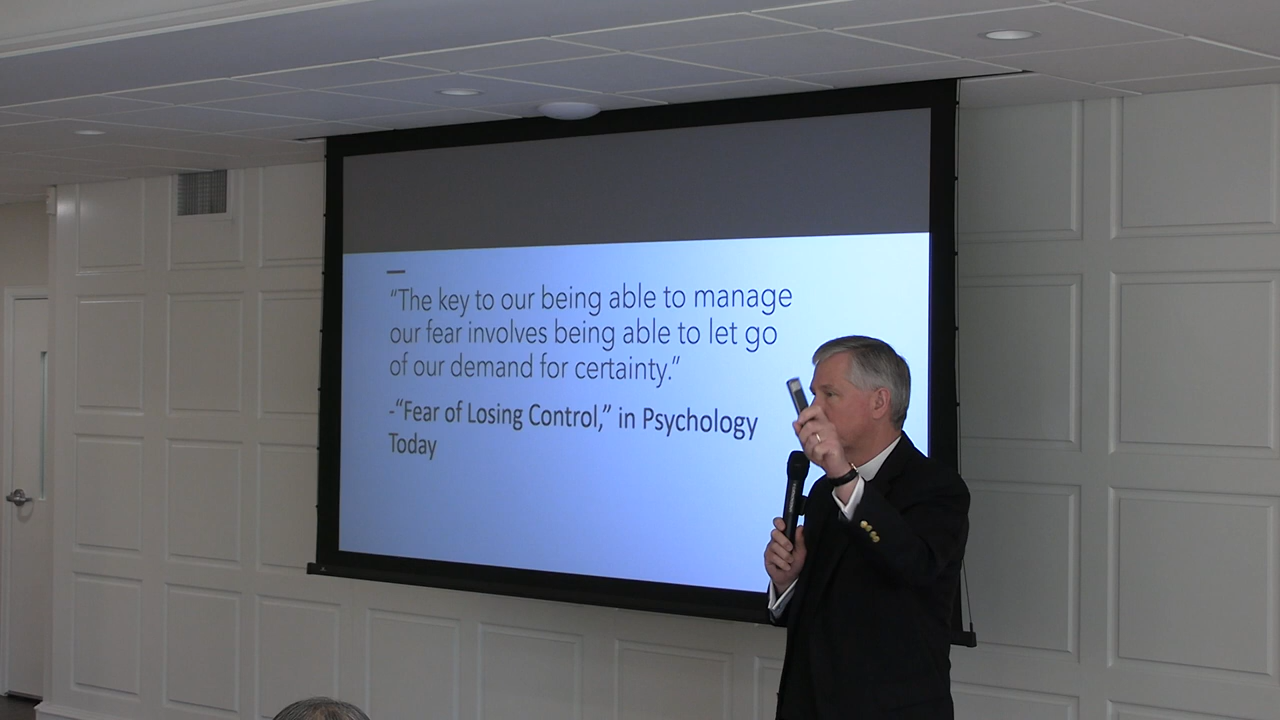 “The key to our being able to manage
our fear involves being able to let go
of our demand for certainty.”
-“Fear of Losing Control,” in Psychology
Today